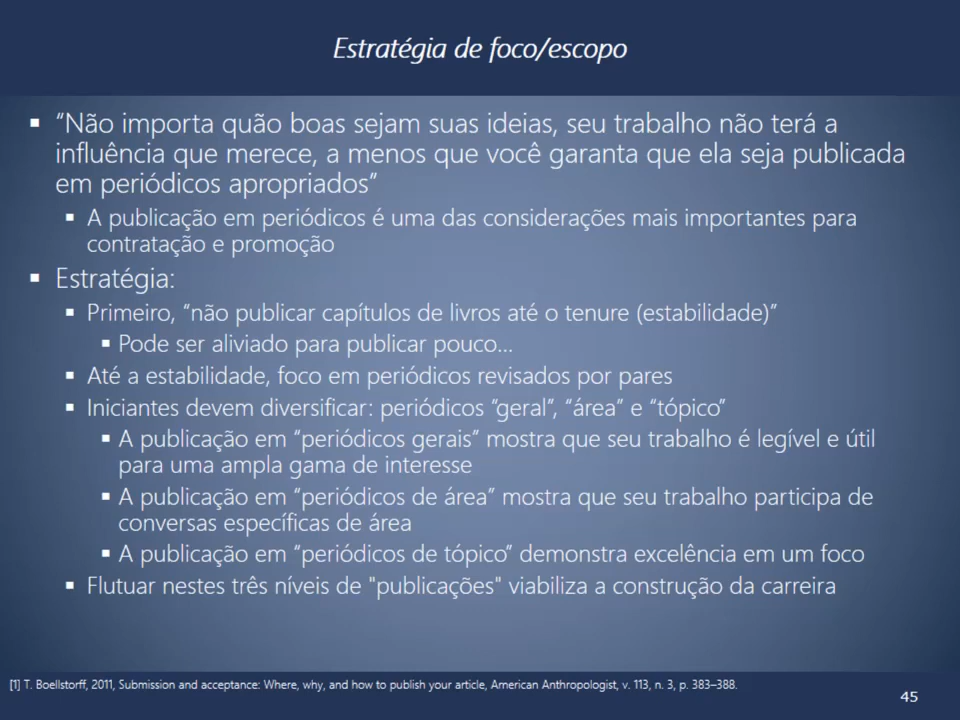 Estratégia de foco/escopo
▪ “Não importa quão boas sejam suas ideias, seu trabalho não terá a
influência que merece, a menos que você garanta que ela seja publicada
em periódicos apropriados”
▪ A publicação em periódicos é uma das considerações mais importantes para
contratação e promoção
▪ Estratégia:
▪ Primeiro, “não publicar capítulos de livros até o tenure (estabilidade)”
▪ Pode ser aliviado para publicar pouco...
▪ Até a estabilidade, foco em periódicos revisados por pares
▪ Iniciantes devem diversificar: periódicos “geral”, “área” e “tópico”
▪ A publicação em “periódicos gerais” mostra que seu trabalho é legível e útil
para uma ampla gama de interesse
▪ A publicação em “periódicos de área” mostra que seu trabalho participa de
conversas específicas de área
▪ A publicação em “periódicos de tópico” demonstra excelência em um foco
▪ Flutuar nestes três níveis de "publicações" viabiliza a construção da carreira
[1] T. Boellstorff, 2011, Submission and acceptance: Where, why, and how to publish your article, American Anthropologist, v. 113, n. 3, p. 383–388.
45